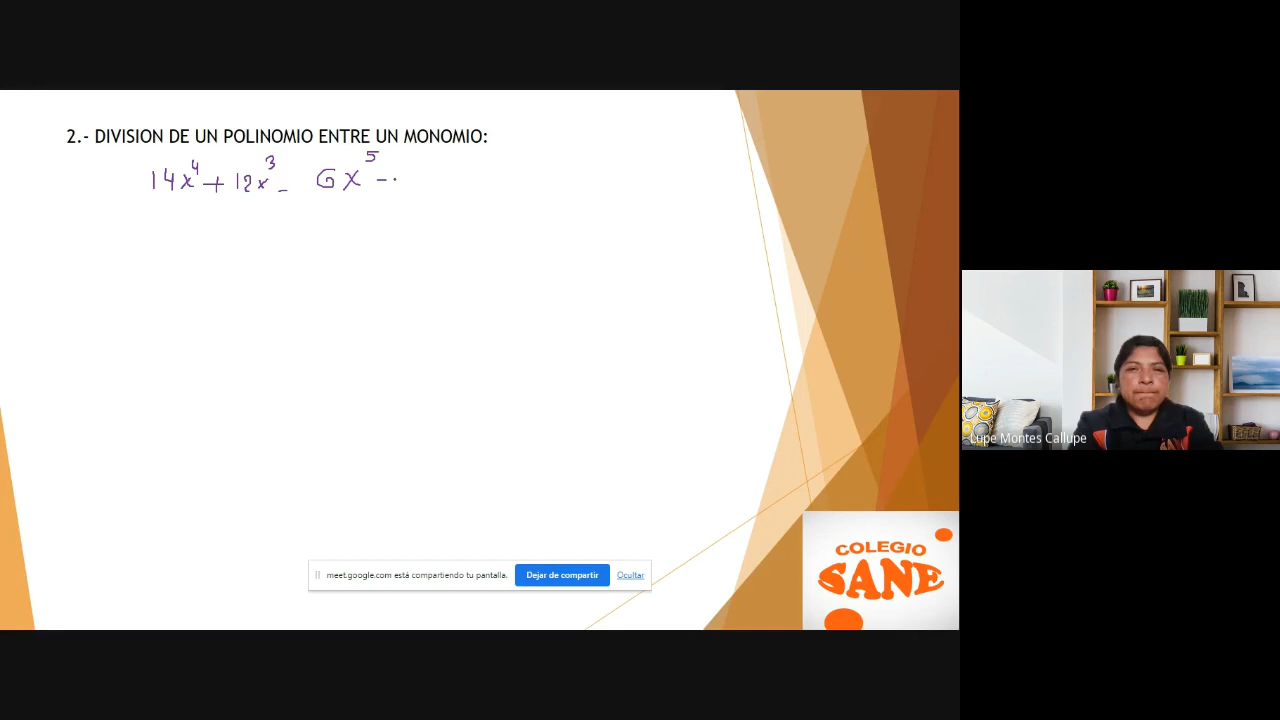 2.- DIVISION DE UN POLINOMIO ENTRE UN MONOMIO:
14x⁴ + 12x³ - 6x⁵ - .
Lupe Montes Callupe
COLEGIO
SANE
meet.google.com está compartiendo tu pantalla. Dejar de compartir Ocultar